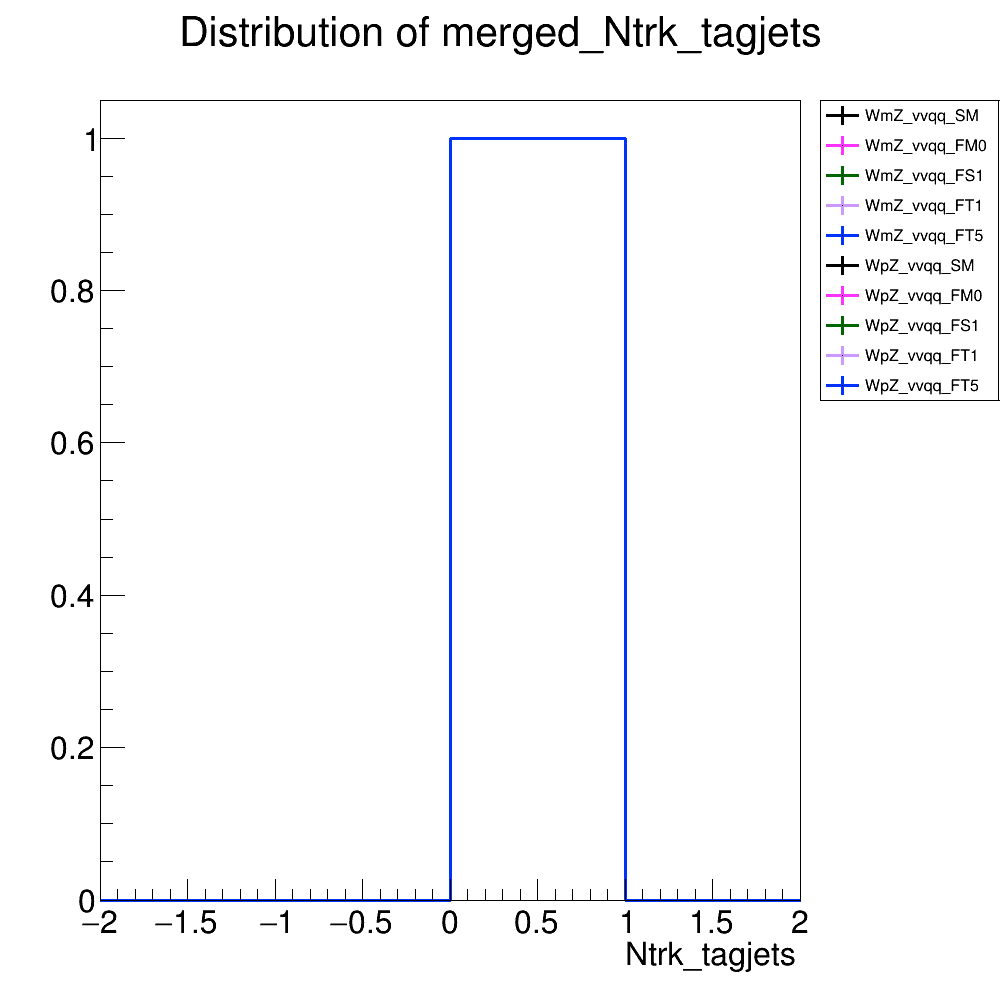 Distribution of merged_Ntrk_tagjets
WmZ_vvqq_SM
WmZ_vvqq_FM0
WmZ_vvqq_FS1
WmZ_vvqq_FT1
WmZ_vvqq_FT5
WpZ_vvqq_SM
WpZ_vvqq_FM0
WpZ_vvqq_FS1
WpZ_vvqq_FT1
WpZ_vvqq_FT5
1
0.8
0.6
0.4
0.2
0
−2 −1.5 −1 −0.5 0 0.5 1 1.5 2
Ntrk_tagjets